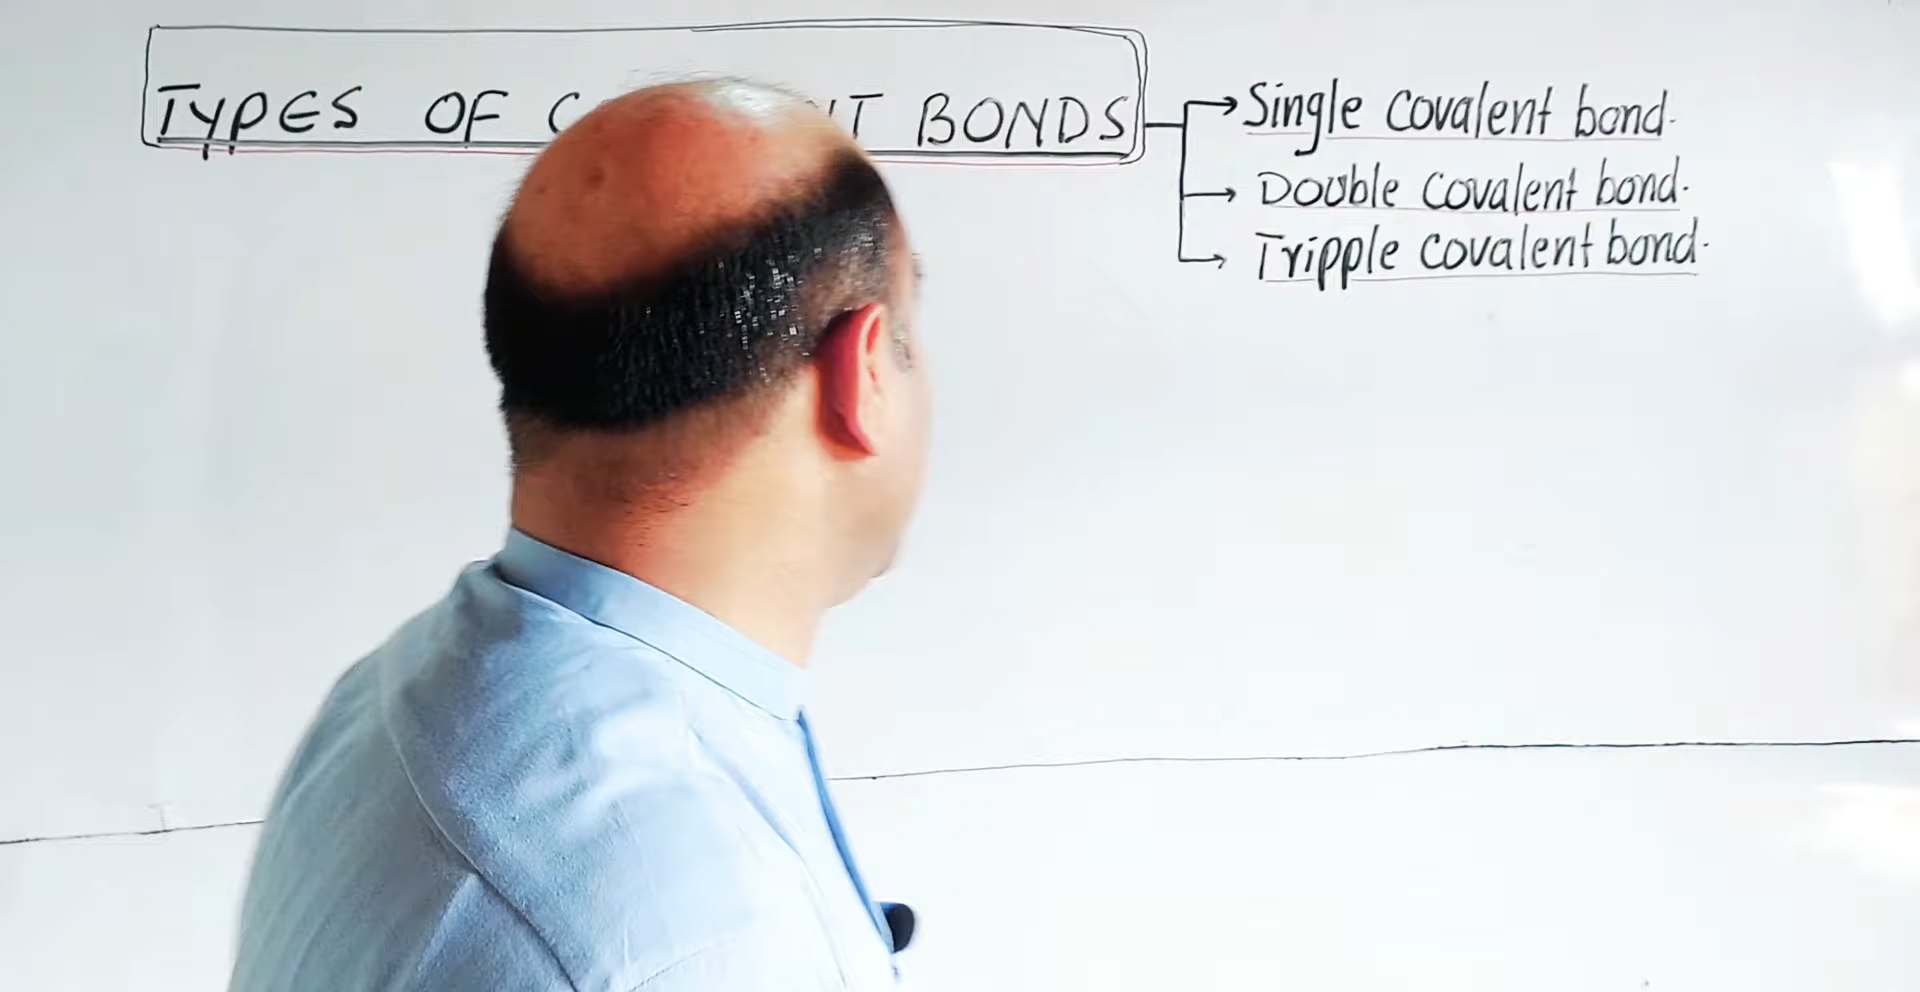 TYPES OF BONDS
Single covalent bond.
Double covalent bond.
Tripple covalent bond.